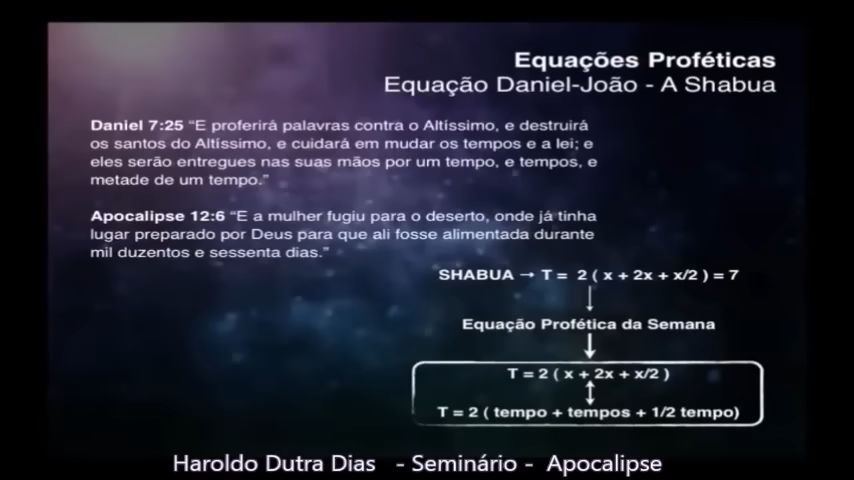 Equações Proféticas
Equação Daniel-João - A Shabua
Daniel 7:25 “E proferirá palavras contra o Altíssimo, e destruirá
os santos do Altíssimo, e cuidará em mudar os tempos e a lei; e
eles serão entregues nas suas mãos por um tempo, e tempos, e
metade de um tempo.”
Apocalipse 12:6 “E a mulher fugiu para o deserto, onde já tinha
lugar preparado por Deus para que ali fosse alimentada durante
mil duzentos e sessenta dias.”
SHABUA → T = 2 ( x + 2x + x/2 ) = 7
Equação Profética da Semana
T = 2 ( x + 2x + x/2 )
T = 2 ( tempo + tempos + 1/2 tempo)
Haroldo Dutra Dias - Seminário - Apocalipse